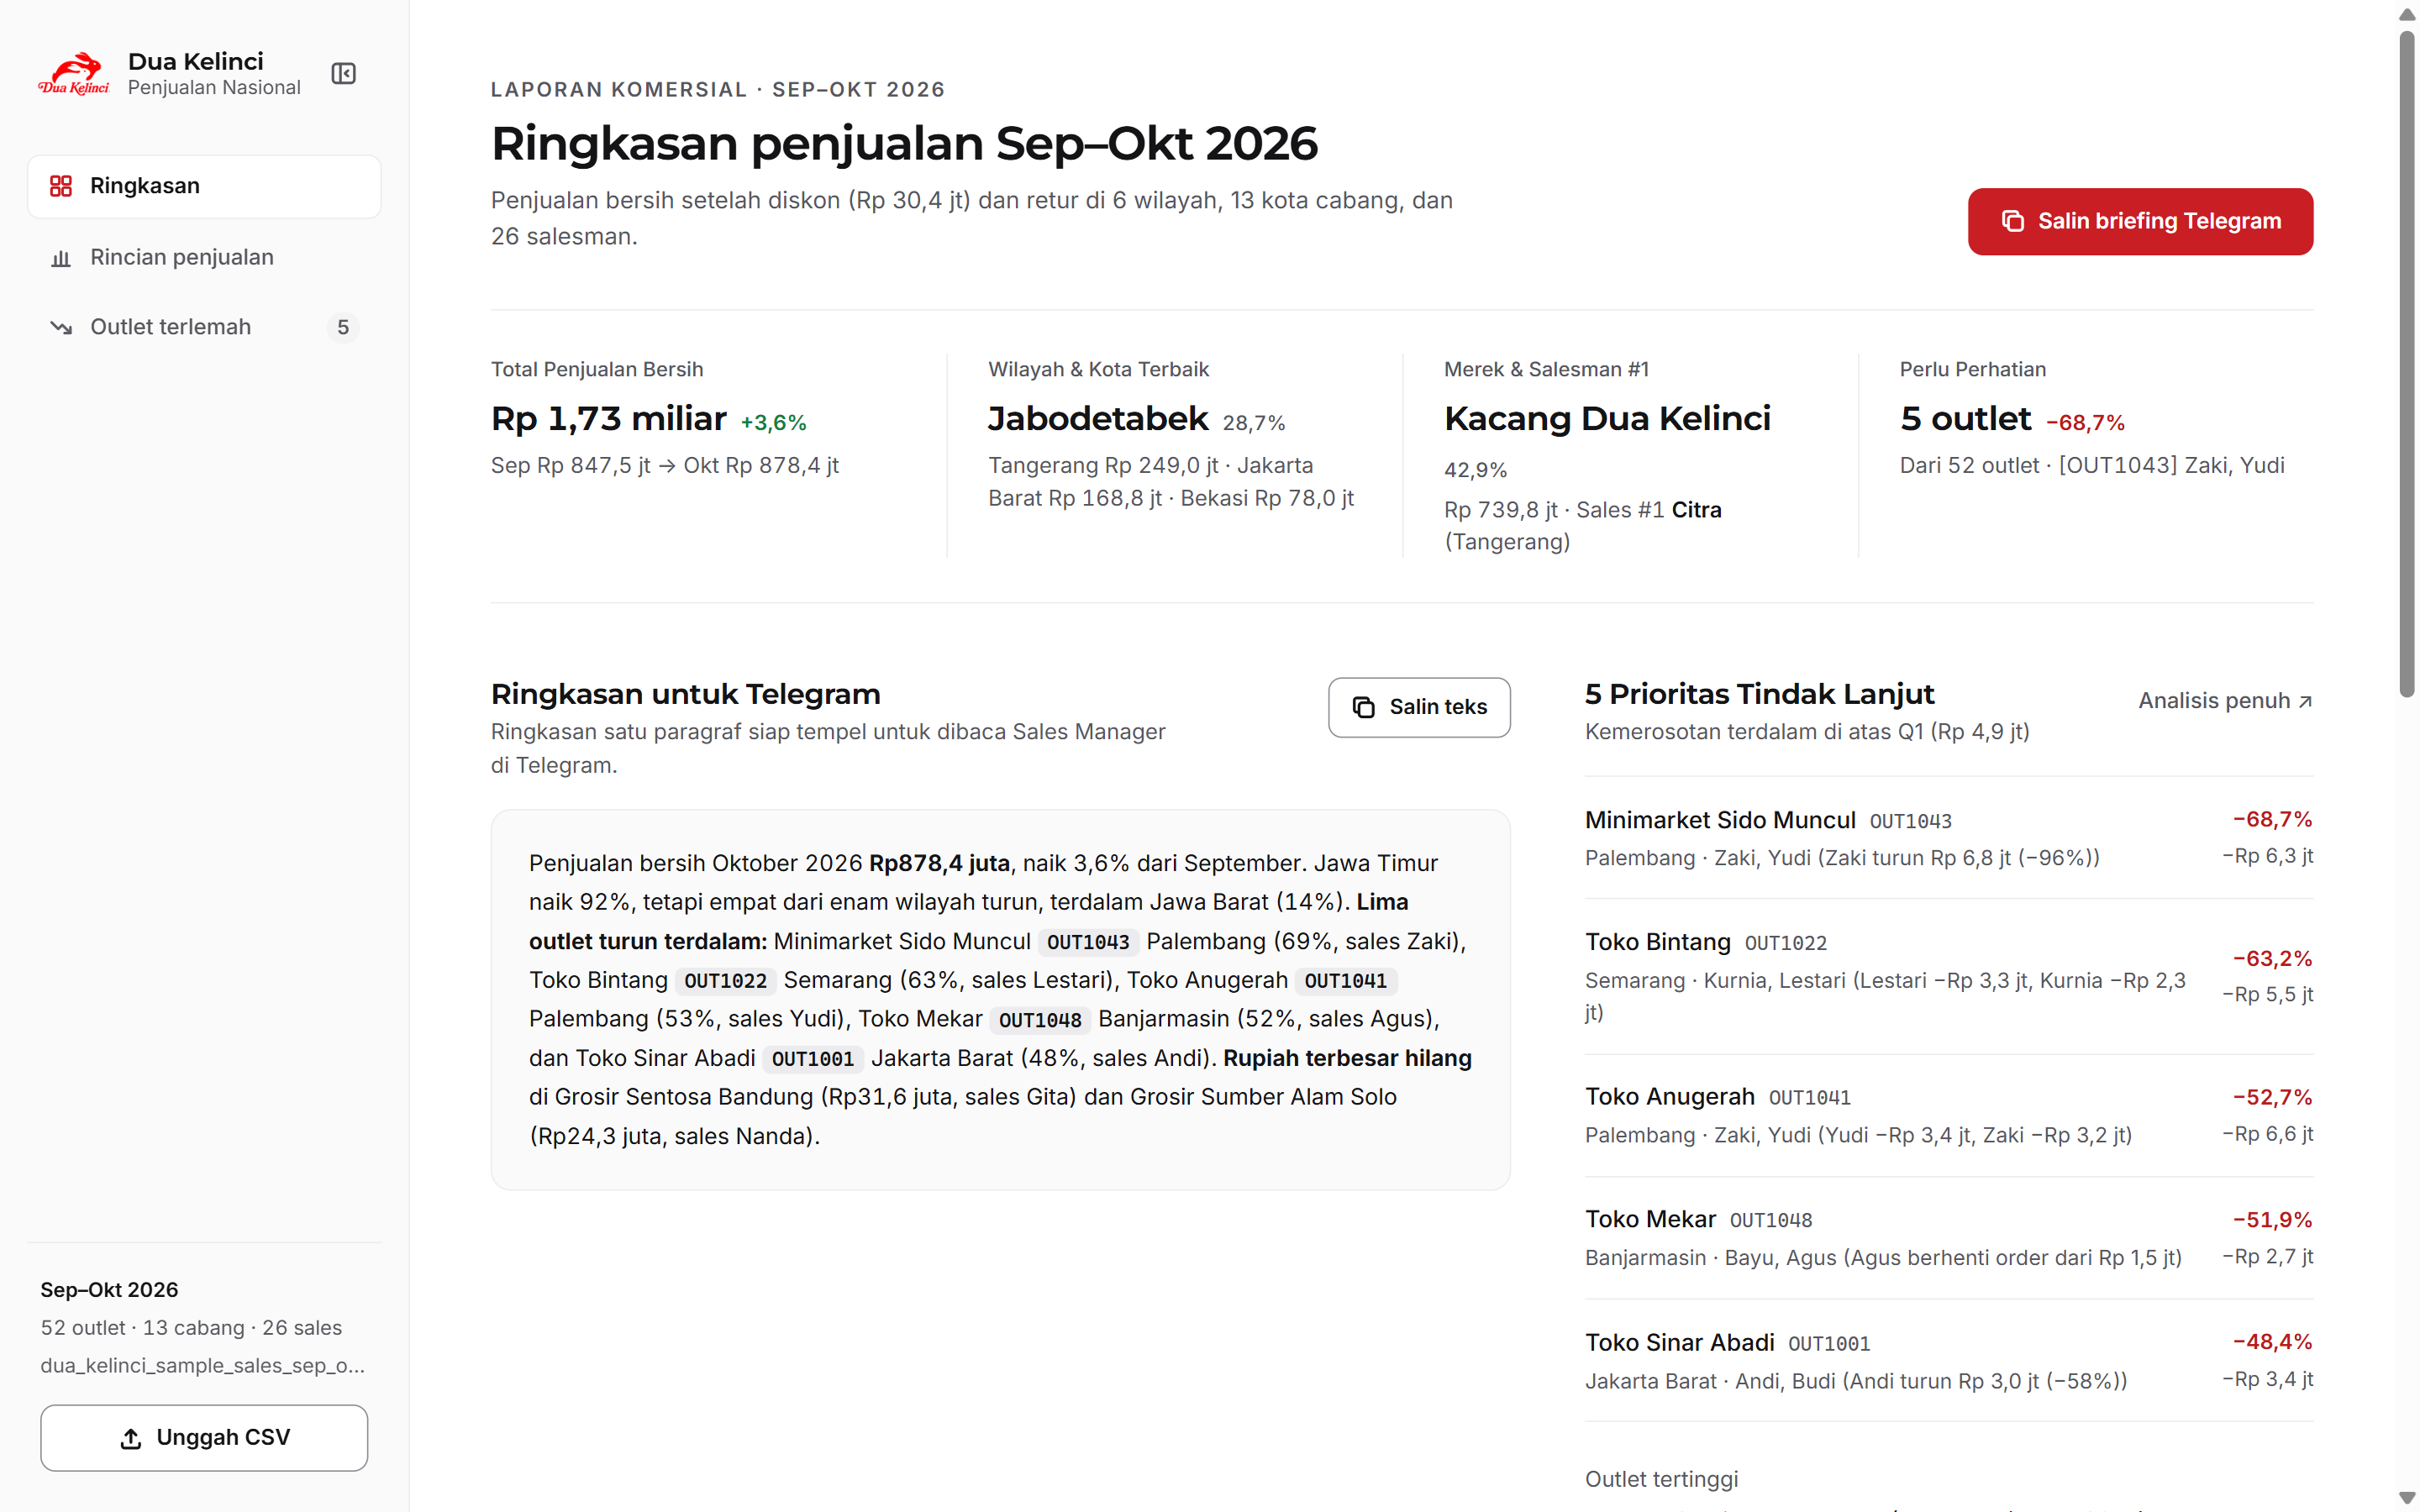 Dua Kelinci
Dua Kelinci
Penjualan Nasional
Ringkasan
Rincian penjualan
Outlet terlemah 5
Sep–Okt 2026
52 outlet · 13 cabang · 26 sales
dua_kelinci_sample_sales_sep_o...
Unggah CSV
LAPORAN KOMERSIAL · SEP–OKT 2026
Ringkasan penjualan Sep–Okt 2026
Penjualan bersih setelah diskon (Rp 30,4 jt) dan retur di 6 wilayah, 13 kota cabang, dan
26 salesman.
Salin briefing Telegram
Total Penjualan Bersih
Rp 1,73 miliar +3,6%
Sep Rp 847,5 jt → Okt Rp 878,4 jt
Wilayah & Kota Terbaik
Jabodetabek 28,7%
Tangerang Rp 249,0 jt · Jakarta
Barat Rp 168,8 jt · Bekasi Rp 78,0 jt
Merek & Salesman #1
Kacang Dua Kelinci
42,9%
Rp 739,8 jt · Sales #1 Citra
(Tangerang)
Perlu Perhatian
5 outlet −68,7%
Dari 52 outlet · [OUT1043] Zaki, Yudi
Ringkasan untuk Telegram
Ringkasan satu paragraf siap tempel untuk dibaca Sales Manager
di Telegram.
Salin teks
Penjualan bersih Oktober 2026 Rp878,4 juta, naik 3,6% dari September. Jawa Timur
naik 92%, tetapi empat dari enam wilayah turun, terdalam Jawa Barat (14%). Lima
outlet turun terdalam: Minimarket Sido Muncul OUT1043 Palembang (69%, sales Zaki),
Toko Bintang OUT1022 Semarang (63%, sales Lestari), Toko Anugerah OUT1041
Palembang (53%, sales Yudi), Toko Mekar OUT1048 Banjarmasin (52%, sales Agus),
dan Toko Sinar Abadi OUT1001 Jakarta Barat (48%, sales Andi). Rupiah terbesar hilang
di Grosir Sentosa Bandung (Rp31,6 juta, sales Gita) dan Grosir Sumber Alam Solo
(Rp24,3 juta, sales Nanda).
5 Prioritas Tindak Lanjut
Analisis penuh ↗
Kemerosotan terdalam di atas Q1 (Rp 4,9 jt)
Minimarket Sido Muncul OUT1043 −68,7%
Palembang · Zaki, Yudi (Zaki turun Rp 6,8 jt (−96%)) −Rp 6,3 jt
Toko Bintang OUT1022 −63,2%
Semarang · Kurnia, Lestari (Lestari −Rp 3,3 jt, Kurnia −Rp 2,3
jt) −Rp 5,5 jt
Toko Anugerah OUT1041 −52,7%
Palembang · Zaki, Yudi (Yudi −Rp 3,4 jt, Zaki −Rp 3,2 jt) −Rp 6,6 jt
Toko Mekar OUT1048 −51,9%
Banjarmasin · Bayu, Agus (Agus berhenti order dari Rp 1,5 jt) −Rp 2,7 jt
Toko Sinar Abadi OUT1001 −48,4%
Jakarta Barat · Andi, Budi (Andi turun Rp 3,0 jt (−58%)) −Rp 3,4 jt
Outlet tertinggi